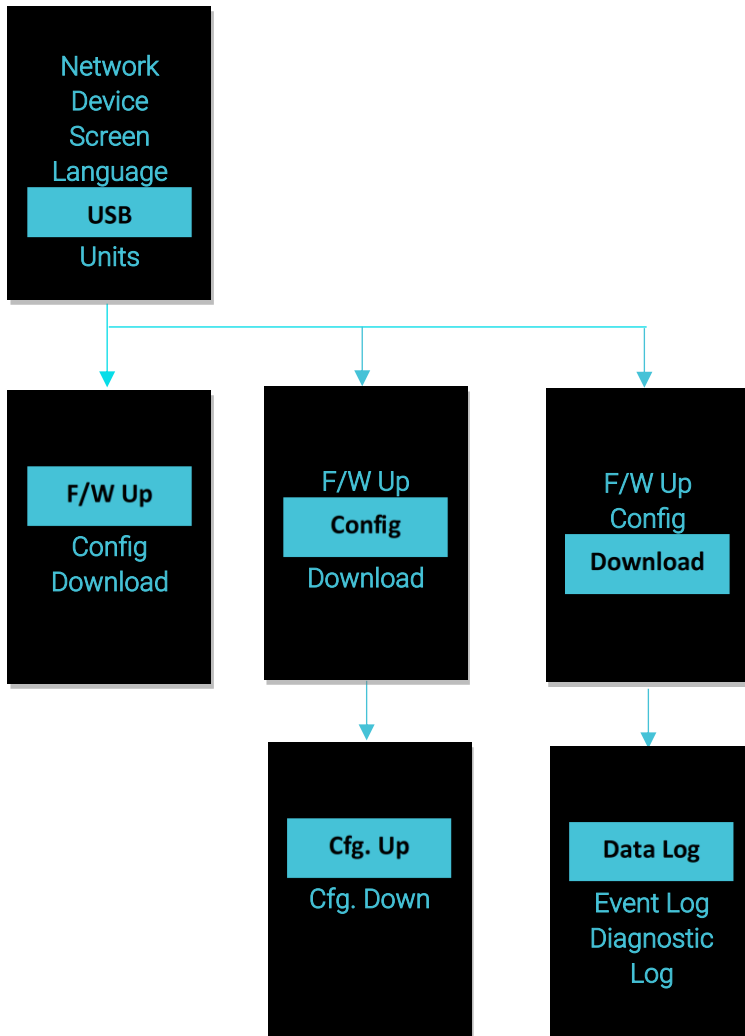 Network
Device
Screen
Language
USB
Units
F/W Up
Config
Download
F/W Up
Config
Download
F/W Up
Config
Download
Cfg. Up
Cfg. Down
Data Log
Event Log
Diagnostic
Log